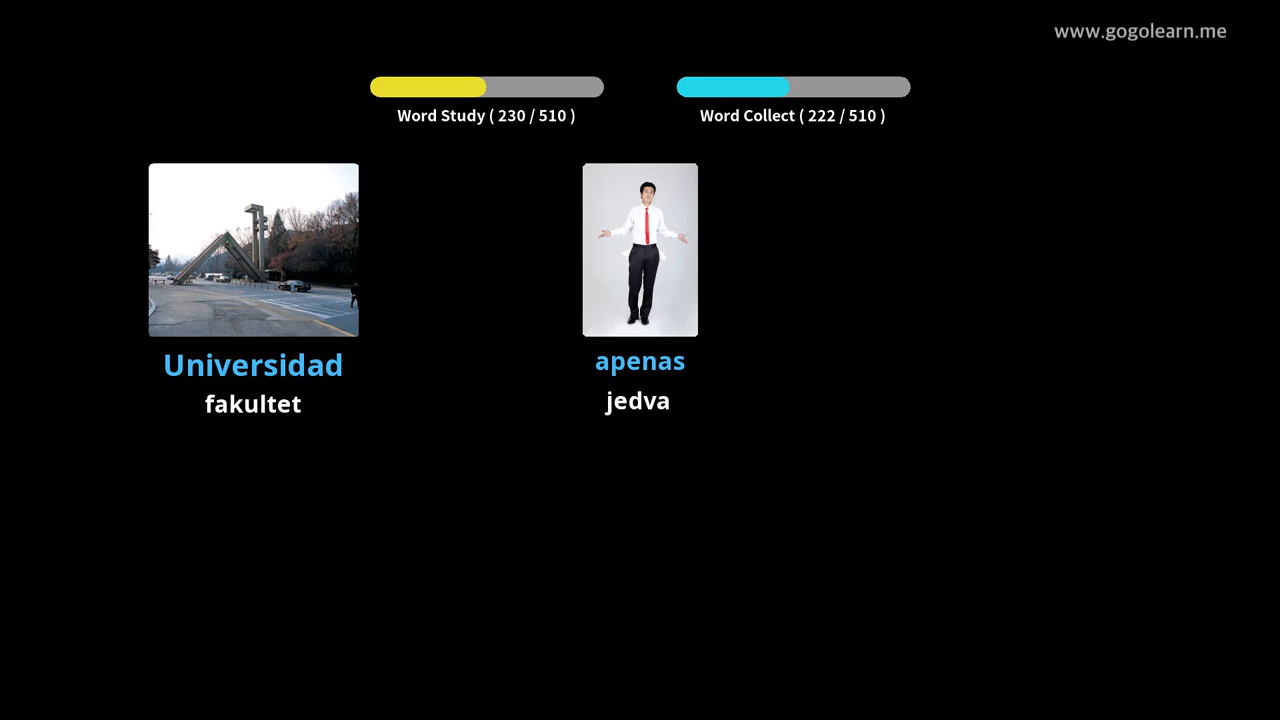 www.gogolearn.me
Word Study ( 230 / 510 )
Word Collect ( 222 / 510 )
Universidad
fakultet
apenas
jedva